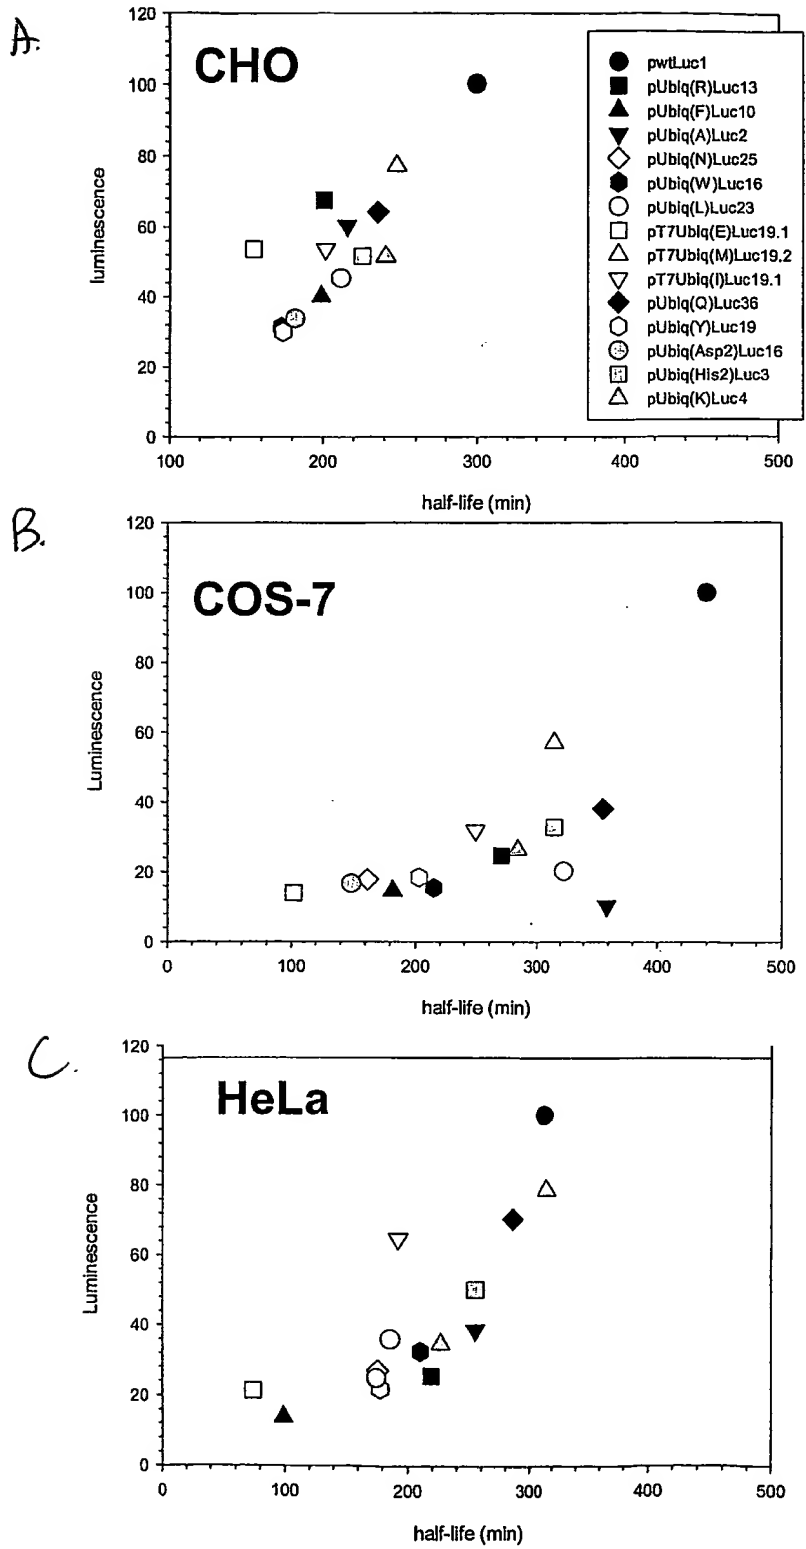 A.
CHO
luminescence
120
100
80
60
40
20
0
100 200 300 400 500
half-life (min)
pwtLuc1
pUbiq(R)Luc13
pUbiq(F)Luc10
pUbiq(A)Luc2
pUbiq(N)Luc25
pUbiq(W)Luc16
pUbiq(L)Luc23
pT7Ubiq(E)Luc19.1
pT7Ubiq(M)Luc19.2
pT7Ubiq(I)Luc19.1
pUbiq(Q)Luc36
pUbiq(Y)Luc19
pUbiq(Asp2)Luc16
pUbiq(His2)Luc3
pUbiq(K)Luc4
B.
COS-7
Luminescence
120
100
80
60
40
20
0
0 100 200 300 400 500
half-life (min)
C.
HeLa
Luminescence
120
100
80
60
40
20
0
0 100 200 300 400 500
half-life (min)